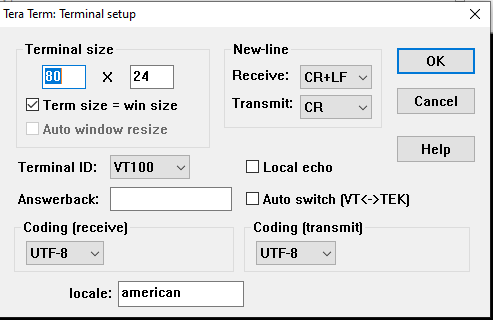 Tera Term: Terminal setup
Terminal size
80 X 24
Term size = win size
Auto window resize
New-line
Receive: CR+LF
Transmit: CR
OK
Cancel
Help
Terminal ID: VT100
Local echo
Answerback:
Auto switch (VT<->TEK)
Coding (receive)
UTF-8
Coding (transmit)
UTF-8
locale: american